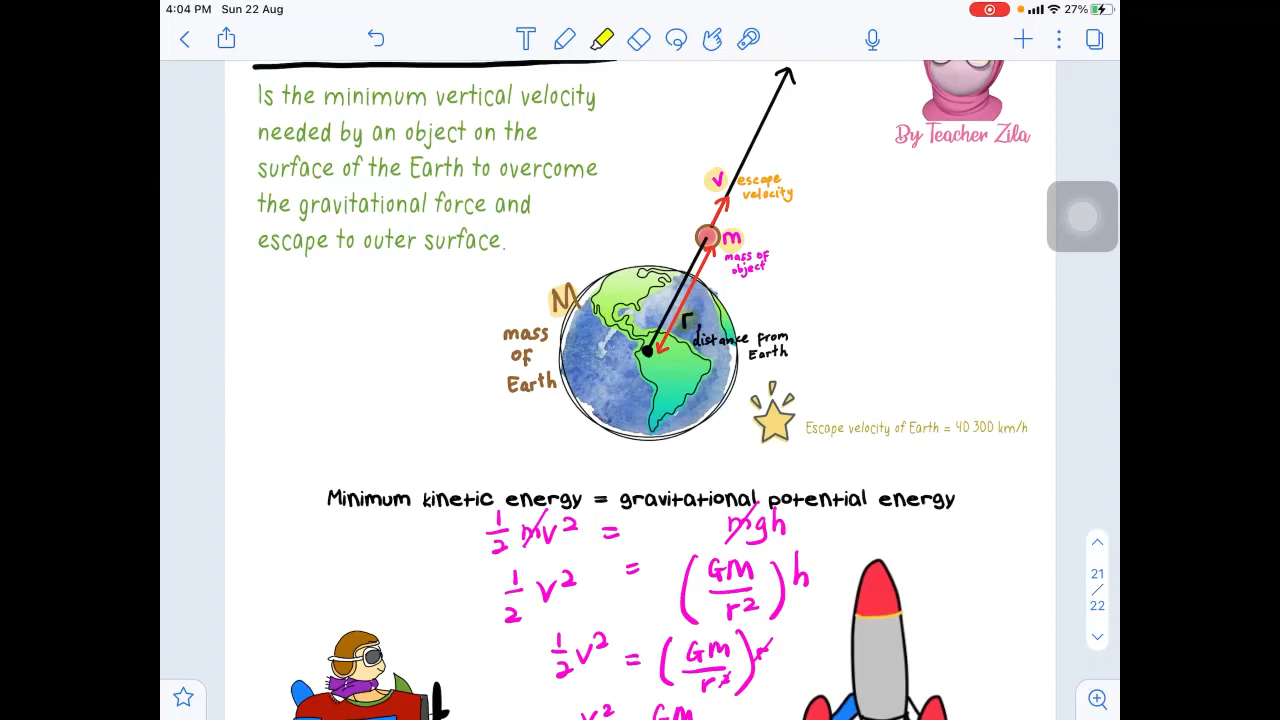 4:04 PM Sun 22 Aug
27%
T
Is the minimum vertical velocity
needed by an object on the
surface of the Earth to overcome
the gravitational force and
escape to outer surface.
By Teacher Zila
v escape
velocity
m
mass of
object
M
mass
of
Earth
r
distance from
Earth
Escape velocity of Earth = 40 300 km/h
Minimum kinetic energy = gravitational potential energy
1/2 mv² = mgh
1/2 v² = (GM/r²) h
1/2 v² = (GM/r²) r
v² GM
21
/
22